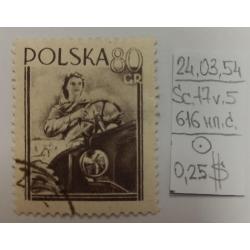 POLSKA 80
GR
24,03,54
Sc.17v.5
616 нп.ć.
0,25 $